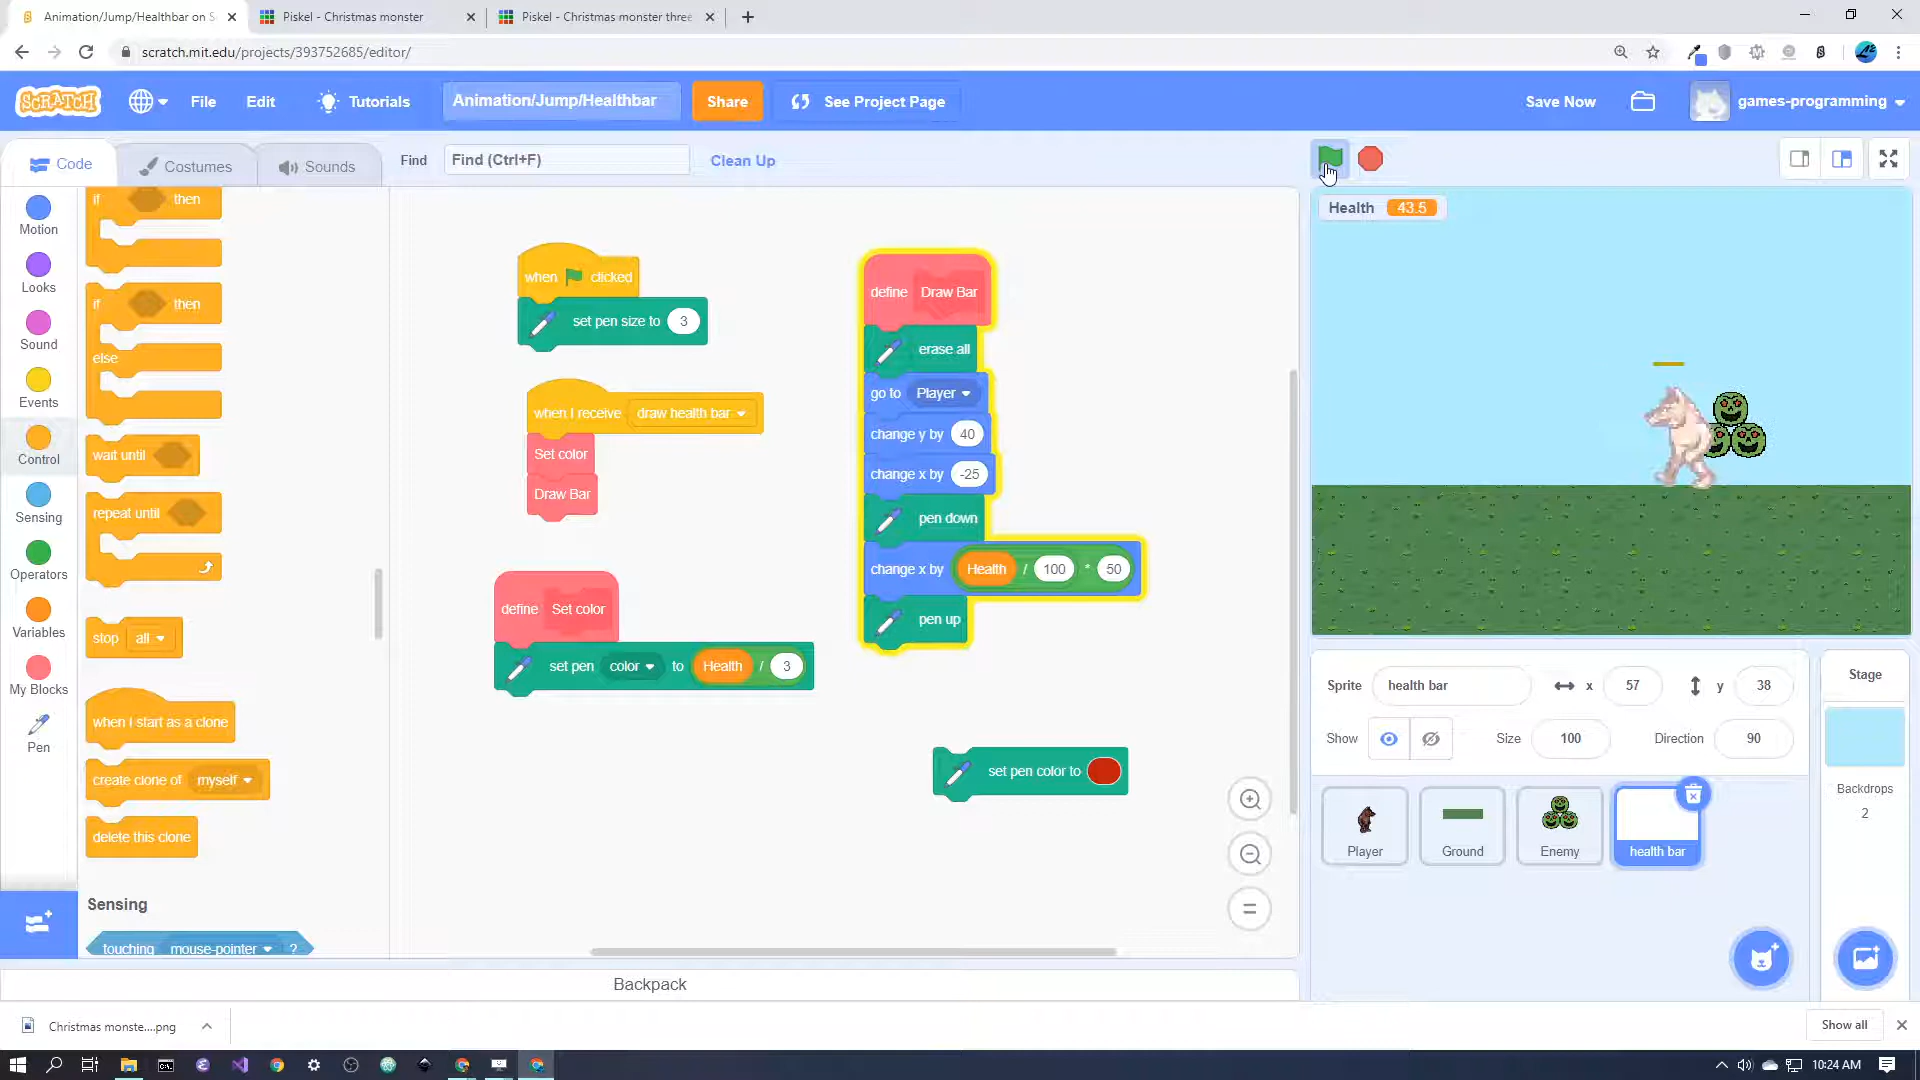 Animation/Jump/Healthbar on S
Piskel - Christmas monster
Piskel - Christmas monster three
scratch.mit.edu/projects/393752685/editor/
SCRATCH
File
Edit
Tutorials
Animation/Jump/Healthbar
Share
See Project Page
Save Now
games-programming
Code
Costumes
Sounds
Find
Find (Ctrl+F)
Clean Up
Motion
Looks
Sound
Events
Control
Sensing
Operators
Variables
My Blocks
Pen
if then
if then
else
wait until
repeat until
stop all
when I start as a clone
create clone of myself
delete this clone
Sensing
touching mouse-pointer ?
when clicked
set pen size to 3
when I receive draw health bar
Set color
Draw Bar
define Set color
set pen color to Health / 3
define Draw Bar
erase all
go to Player
change y by 40
change x by -25
pen down
change x by Health / 100 * 50
pen up
set pen color to
Health 43.5
Sprite health bar x 57 y 38
Show Size 100 Direction 90
Player
Ground
Enemy
health bar
Stage
Backdrops
2
Backpack
Christmas monste....png
Show all
10:24 AM